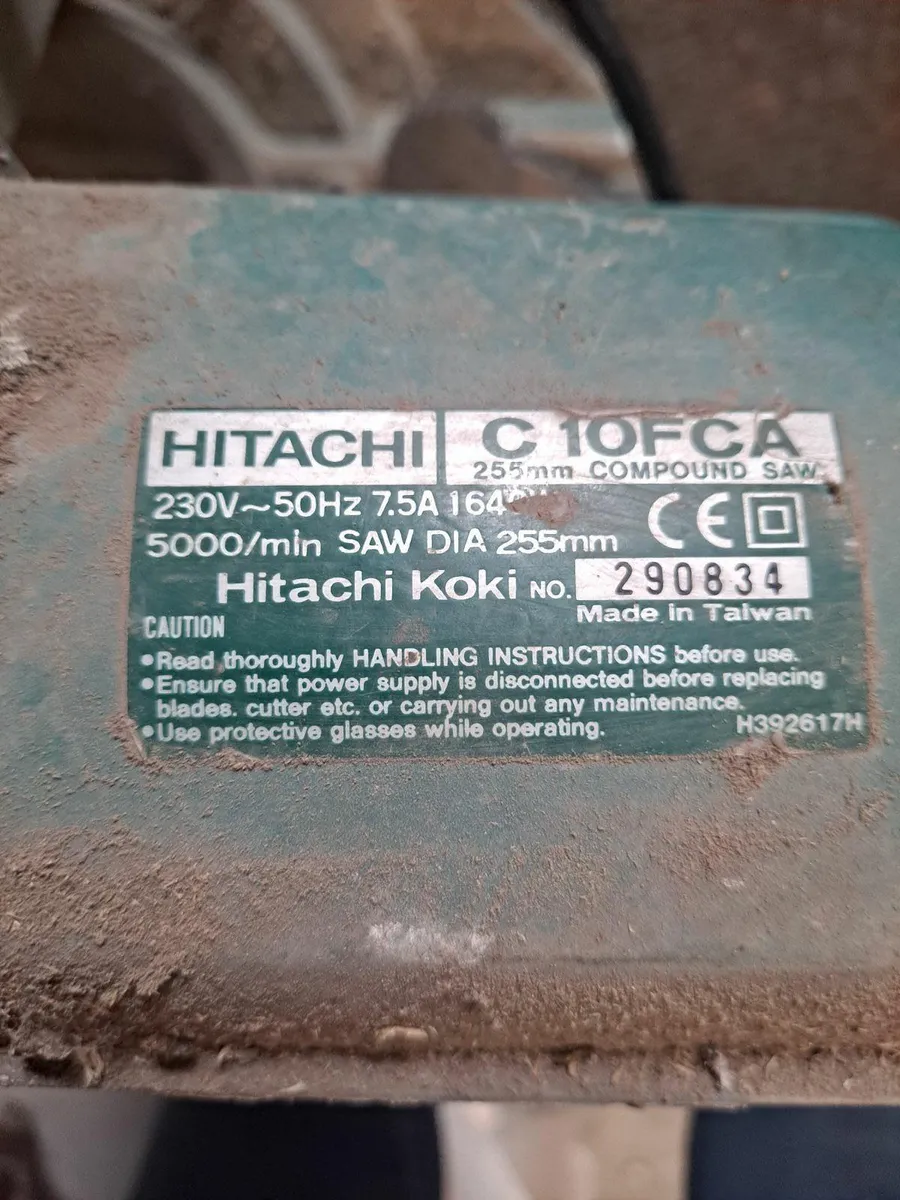 HITACHI
C 10FCA
255mm COMPOUND SAW
230V~50Hz 7.5A
5000/min SAW DIA 255mm
CE
Hitachi Koki NO. 290834
Made in Taiwan
CAUTION
•Read thoroughly HANDLING INSTRUCTIONS before use.
•Ensure that power supply is disconnected before replacing
blades. cutter etc. or carrying out any maintenance.
•Use protective glasses while operating.
H392617H